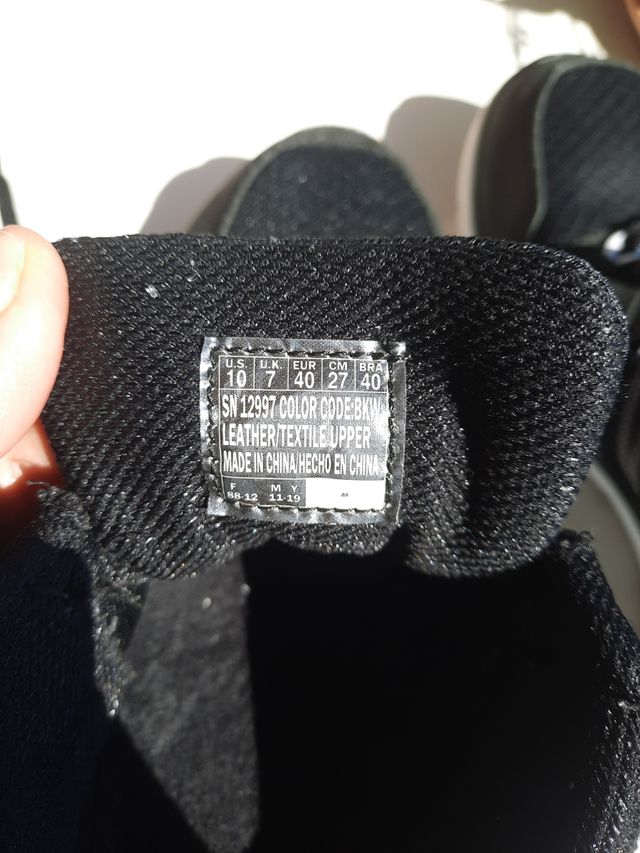 U.S. U.K. EUR CM BRA
10 7 40 27 40
SN 12997 COLOR CODE:BKW
LEATHER/TEXTILE UPPER
MADE IN CHINA/HECHO EN CHINA
F M Y
88-12 11-19